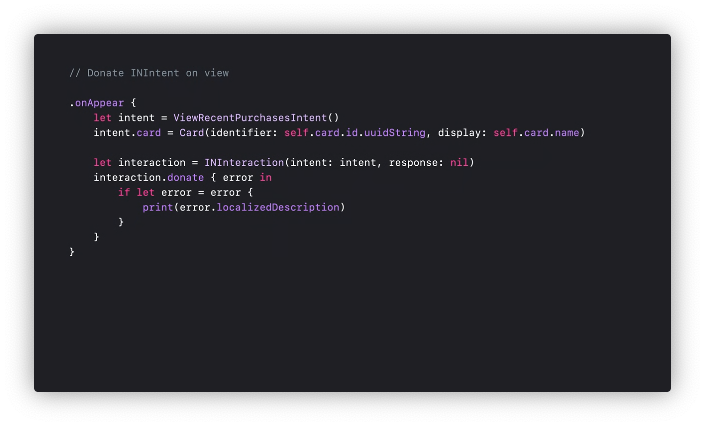 // Donate INIntent on view
.onAppear {
let intent = ViewRecentPurchasesIntent()
intent.card = Card(identifier: self.card.id.uuidString, display: self.card.name)
let interaction = INInteraction(intent: intent, response: nil)
interaction.donate { error in
if let error = error {
print(error.localizedDescription)
}
}
}